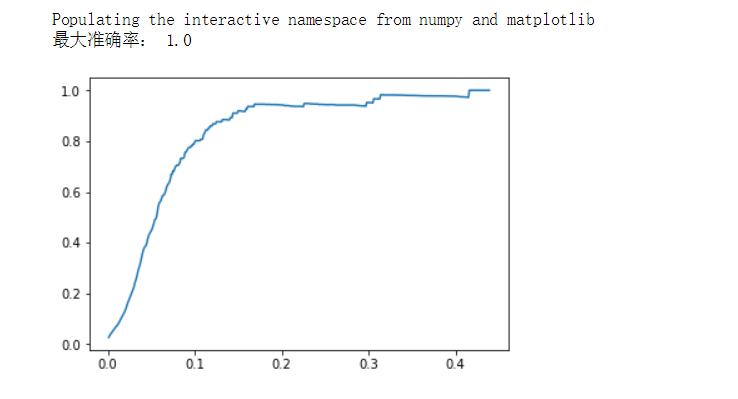 Populating the interactive namespace from numpy and matplotlib
最大准确率： 1.0
1.0
0.8
0.6
0.4
0.2
0.0
0.0 0.1 0.2 0.3 0.4